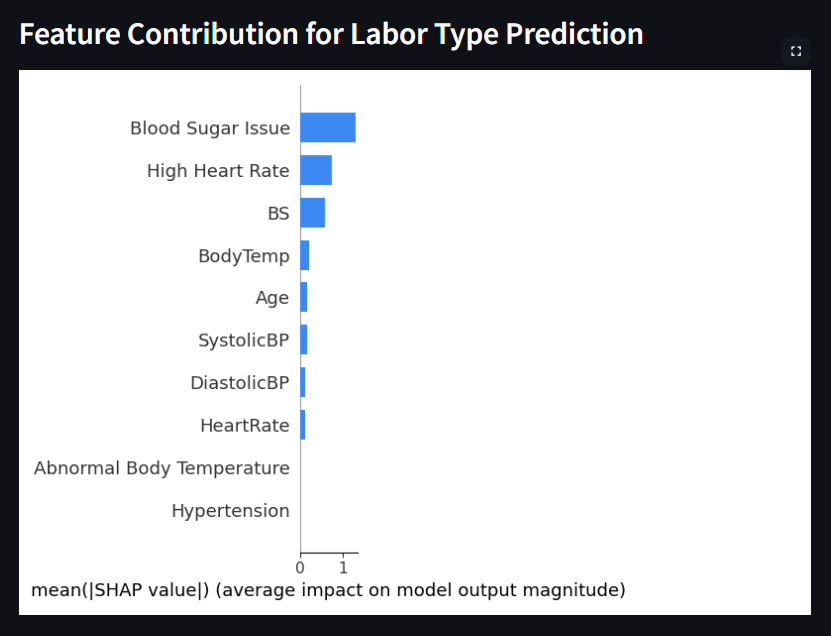 Feature Contribution for Labor Type Prediction
Blood Sugar Issue
High Heart Rate
BS
BodyTemp
Age
SystolicBP
DiastolicBP
HeartRate
Abnormal Body Temperature
Hypertension
0 1
mean(|SHAP value|) (average impact on model output magnitude)